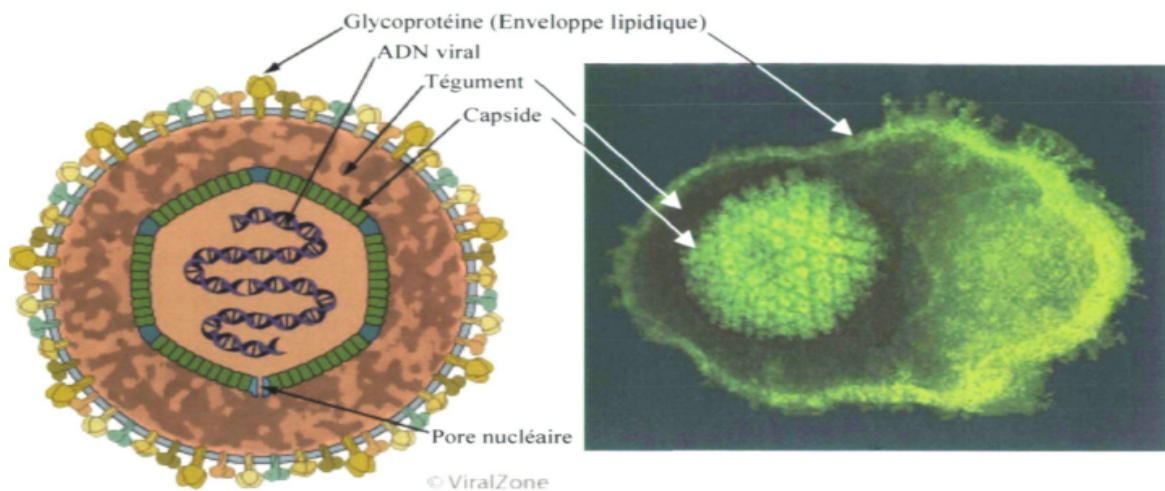 Glycoprotéine (Enveloppe lipidique)
ADN viral
Tégument
Capside
Pore nucléaire
© ViralZone